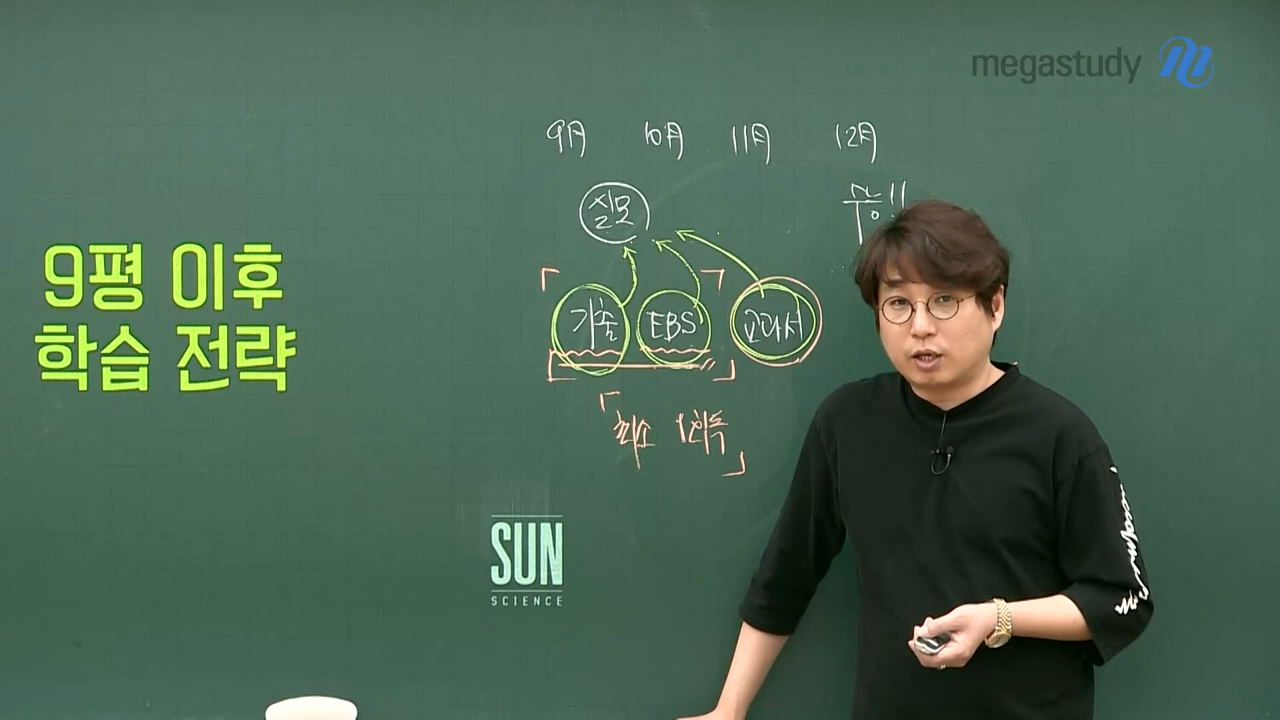 megastudy
9月 10月 11月 12月
실모
수능!!
9평 이후
학습 전략
기출 EBS 교과서
최소 1회독
SUN
SCIENCE